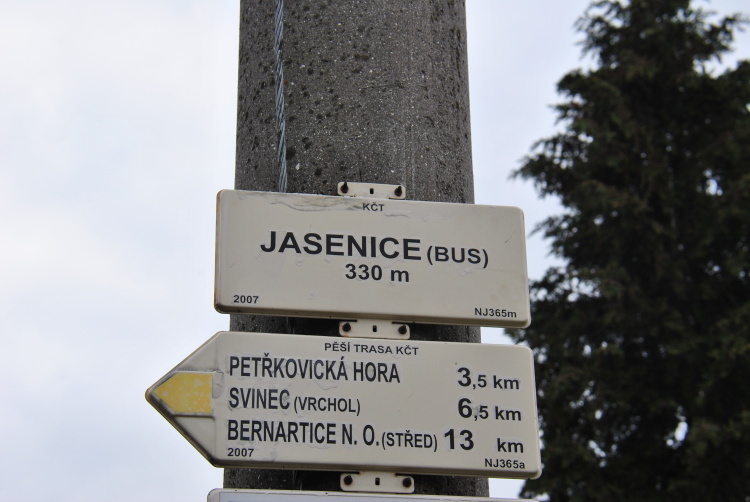 KČT
JASENICE (BUS)
330 m
2007 NJ365m
PĚŠÍ TRASA KČT
PETŘKOVICKÁ HORA 3,5 km
SVINEC (VRCHOL) 6,5 km
BERNARTICE N. O. (STŘED) 13 km
2007 NJ365a